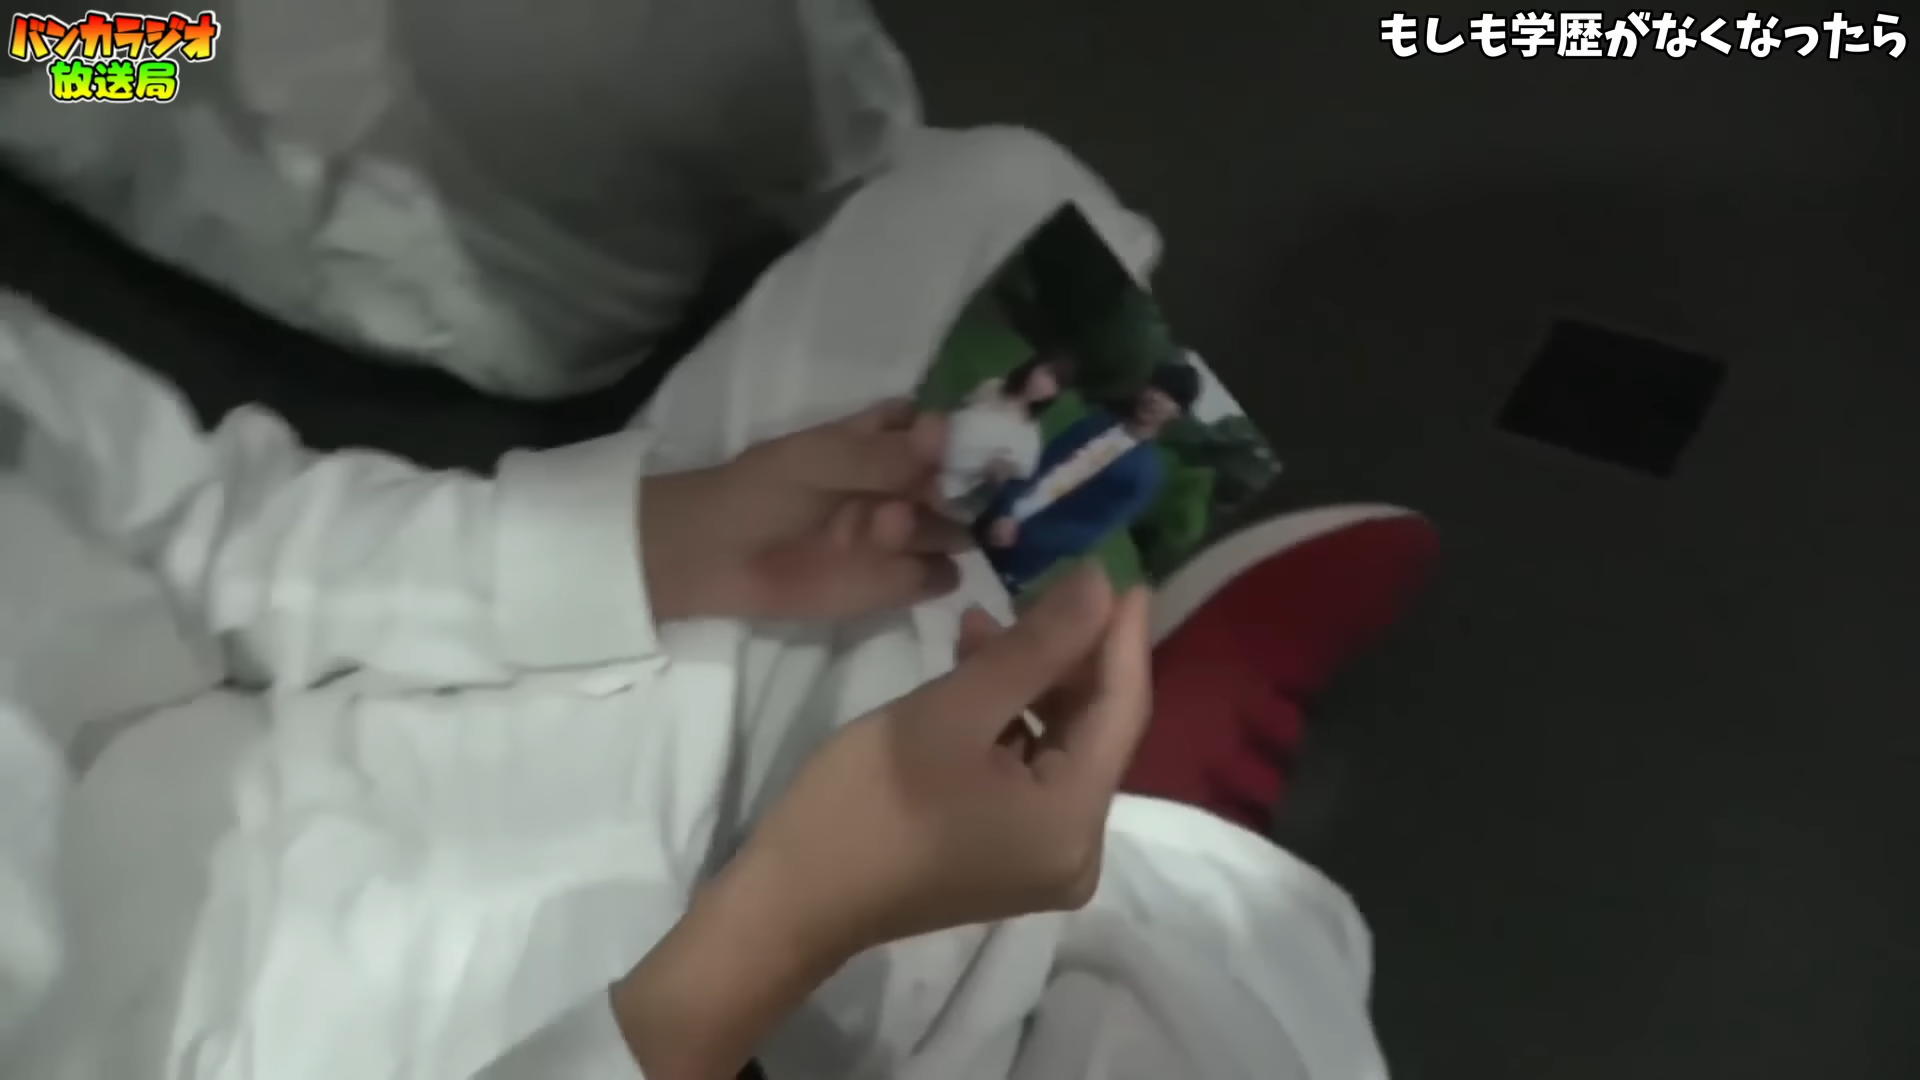 バンカラジオ
放送局
もしも学歴がなくなったら